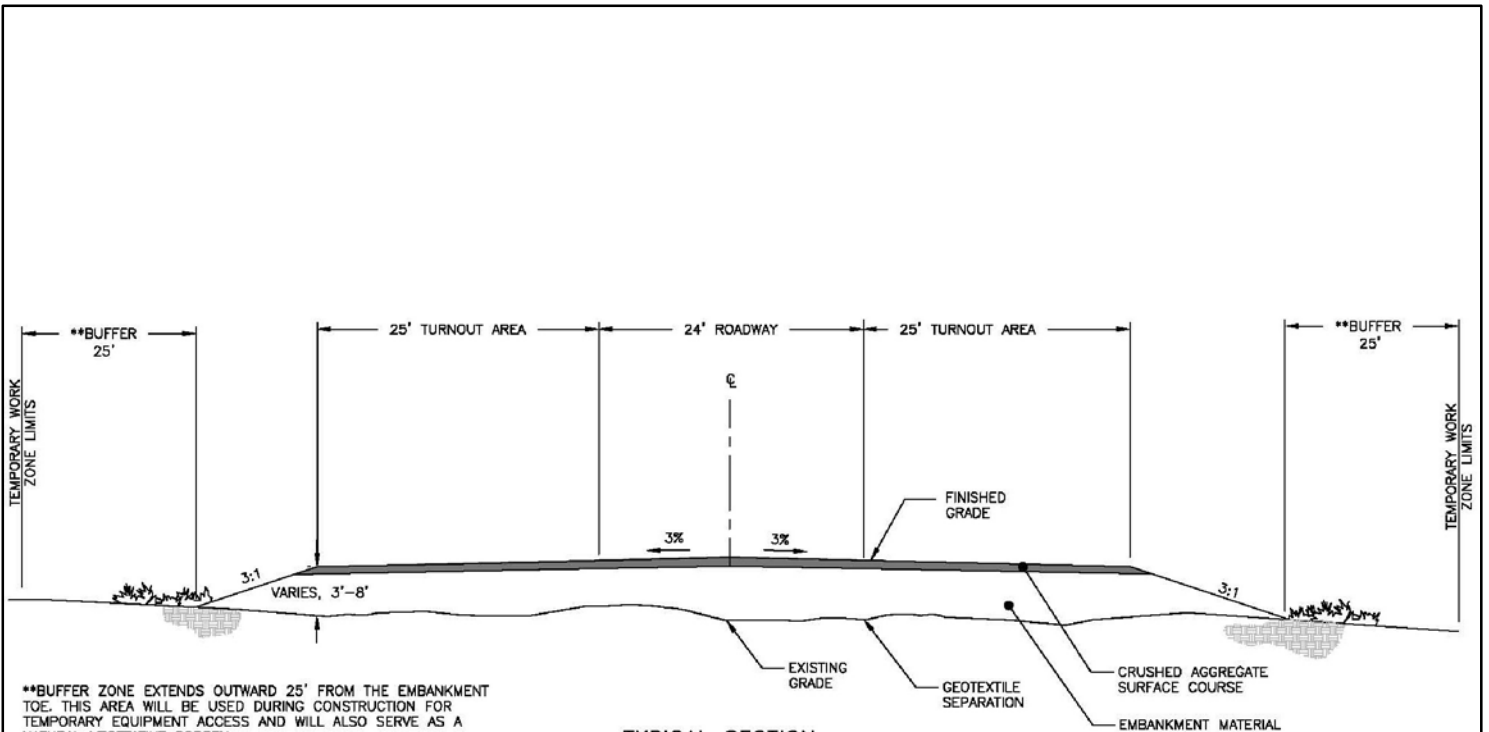 **BUFFER
25'
25' TURNOUT AREA
24' ROADWAY
25' TURNOUT AREA
**BUFFER
25'
TEMPORARY WORK
ZONE LIMITS
℄
TEMPORARY WORK
ZONE LIMITS
FINISHED
GRADE
3%
3%
3:1
VARIES, 3'-8'
3:1
EXISTING
GRADE
GEOTEXTILE
SEPARATION
CRUSHED AGGREGATE
SURFACE COURSE
EMBANKMENT MATERIAL
**BUFFER ZONE EXTENDS OUTWARD 25' FROM THE EMBANKMENT
TOE. THIS AREA WILL BE USED DURING CONSTRUCTION FOR
TEMPORARY EQUIPMENT ACCESS AND WILL ALSO SERVE AS A
TYPICAL SECTION